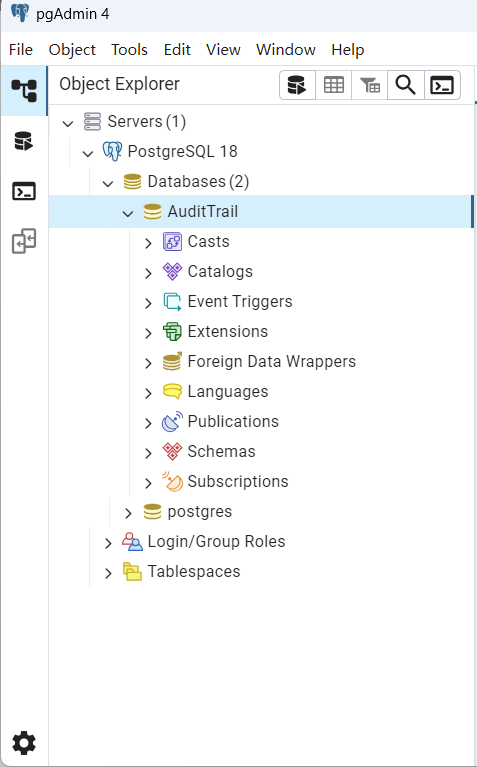 pgAdmin 4
File Object Tools Edit View Window Help
Object Explorer
Servers (1)
PostgreSQL 18
Databases (2)
AuditTrail
Casts
Catalogs
Event Triggers
Extensions
Foreign Data Wrappers
Languages
Publications
Schemas
Subscriptions
postgres
Login/Group Roles
Tablespaces